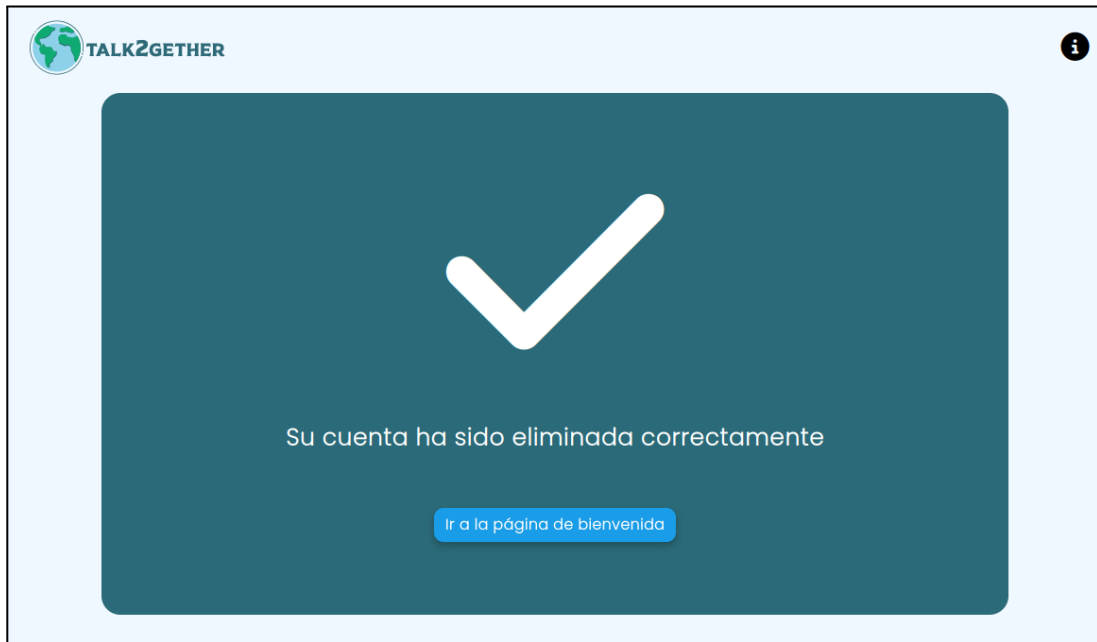 TALK2GETHER
Su cuenta ha sido eliminada correctamente
Ir a la página de bienvenida